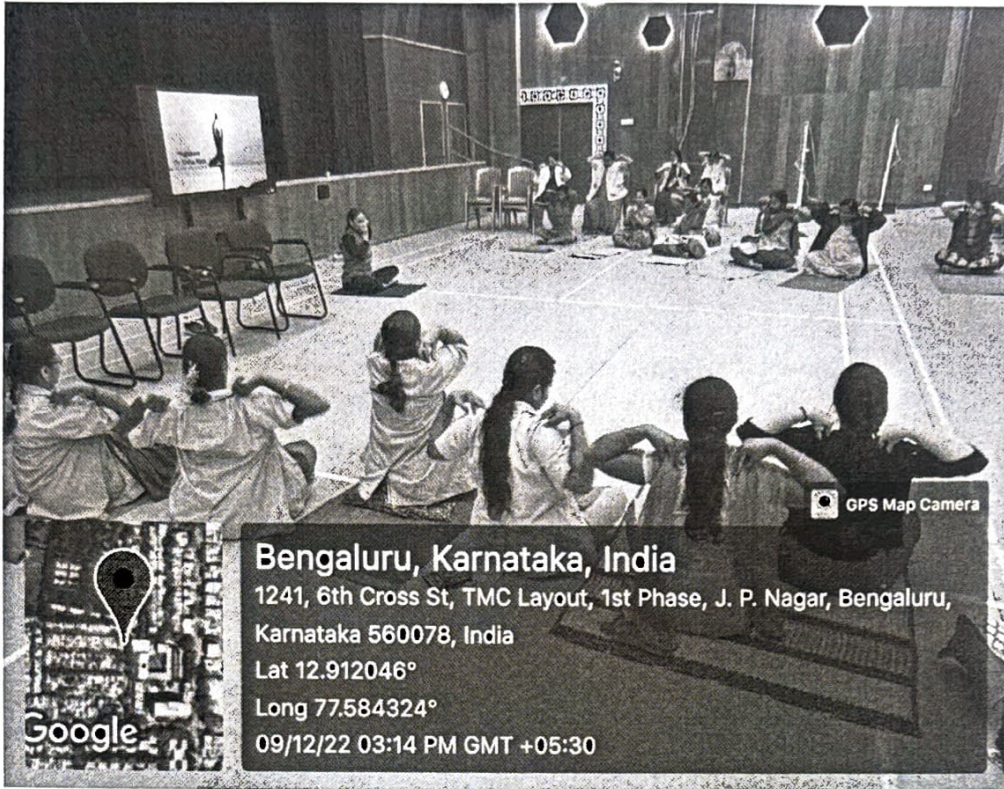 GPS Map Camera
Bengaluru, Karnataka, India
1241, 6th Cross St, TMC Layout, 1st Phase, J. P. Nagar, Bengaluru,
Karnataka 560078, India
Lat 12.912046°
Long 77.584324°
09/12/22 03:14 PM GMT +05:30
Google